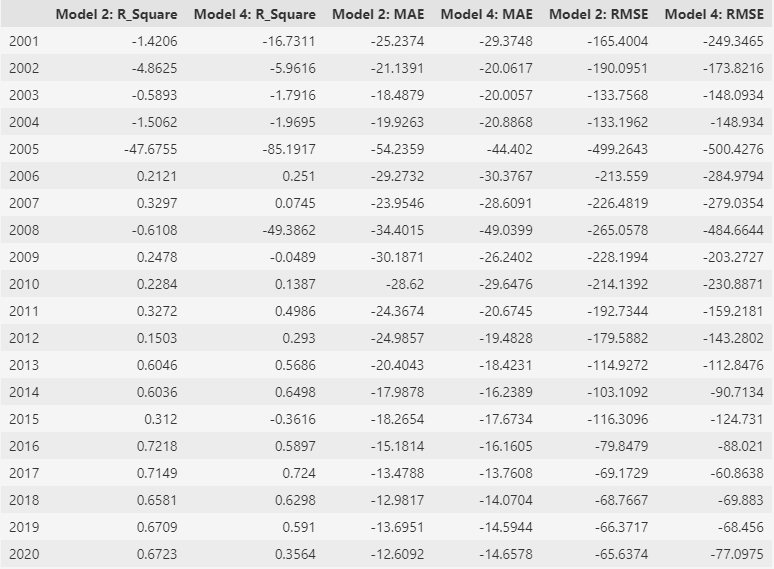 Model 2: R_Square Model 4: R_Square Model 2: MAE Model 4: MAE Model 2: RMSE Model 4: RMSE
2001 -1.4206 -16.7311 -25.2374 -29.3748 -165.4004 -249.3465
2002 -4.8625 -5.9616 -21.1391 -20.0617 -190.0951 -173.8216
2003 -0.5893 -1.7916 -18.4879 -20.0057 -133.7568 -148.0934
2004 -1.5062 -1.9695 -19.9263 -20.8868 -133.1962 -148.934
2005 -47.6755 -85.1917 -54.2359 -44.402 -499.2643 -500.4276
2006 0.2121 0.251 -29.2732 -30.3767 -213.559 -284.9794
2007 0.3297 0.0745 -23.9546 -28.6091 -226.4819 -279.0354
2008 -0.6108 -49.3862 -34.4015 -49.0399 -265.0578 -484.6644
2009 0.2478 -0.0489 -30.1871 -26.2402 -228.1994 -203.2727
2010 0.2284 0.1387 -28.62 -29.6476 -214.1392 -230.8871
2011 0.3272 0.4986 -24.3674 -20.6745 -192.7344 -159.2181
2012 0.1503 0.293 -24.9857 -19.4828 -179.5882 -143.2802
2013 0.6046 0.5686 -20.4043 -18.4231 -114.9272 -112.8476
2014 0.6036 0.6498 -17.9878 -16.2389 -103.1092 -90.7134
2015 0.312 -0.3616 -18.2654 -17.6734 -116.3096 -124.731
2016 0.7218 0.5897 -15.1814 -16.1605 -79.8479 -88.021
2017 0.7149 0.724 -13.4788 -13.7608 -69.1729 -60.8638
2018 0.6581 0.6298 -12.9817 -14.0704 -68.7667 -69.883
2019 0.6709 0.591 -13.6951 -14.5944 -66.3717 -68.456
2020 0.6723 0.3564 -12.6092 -14.6578 -65.6374 -77.0975